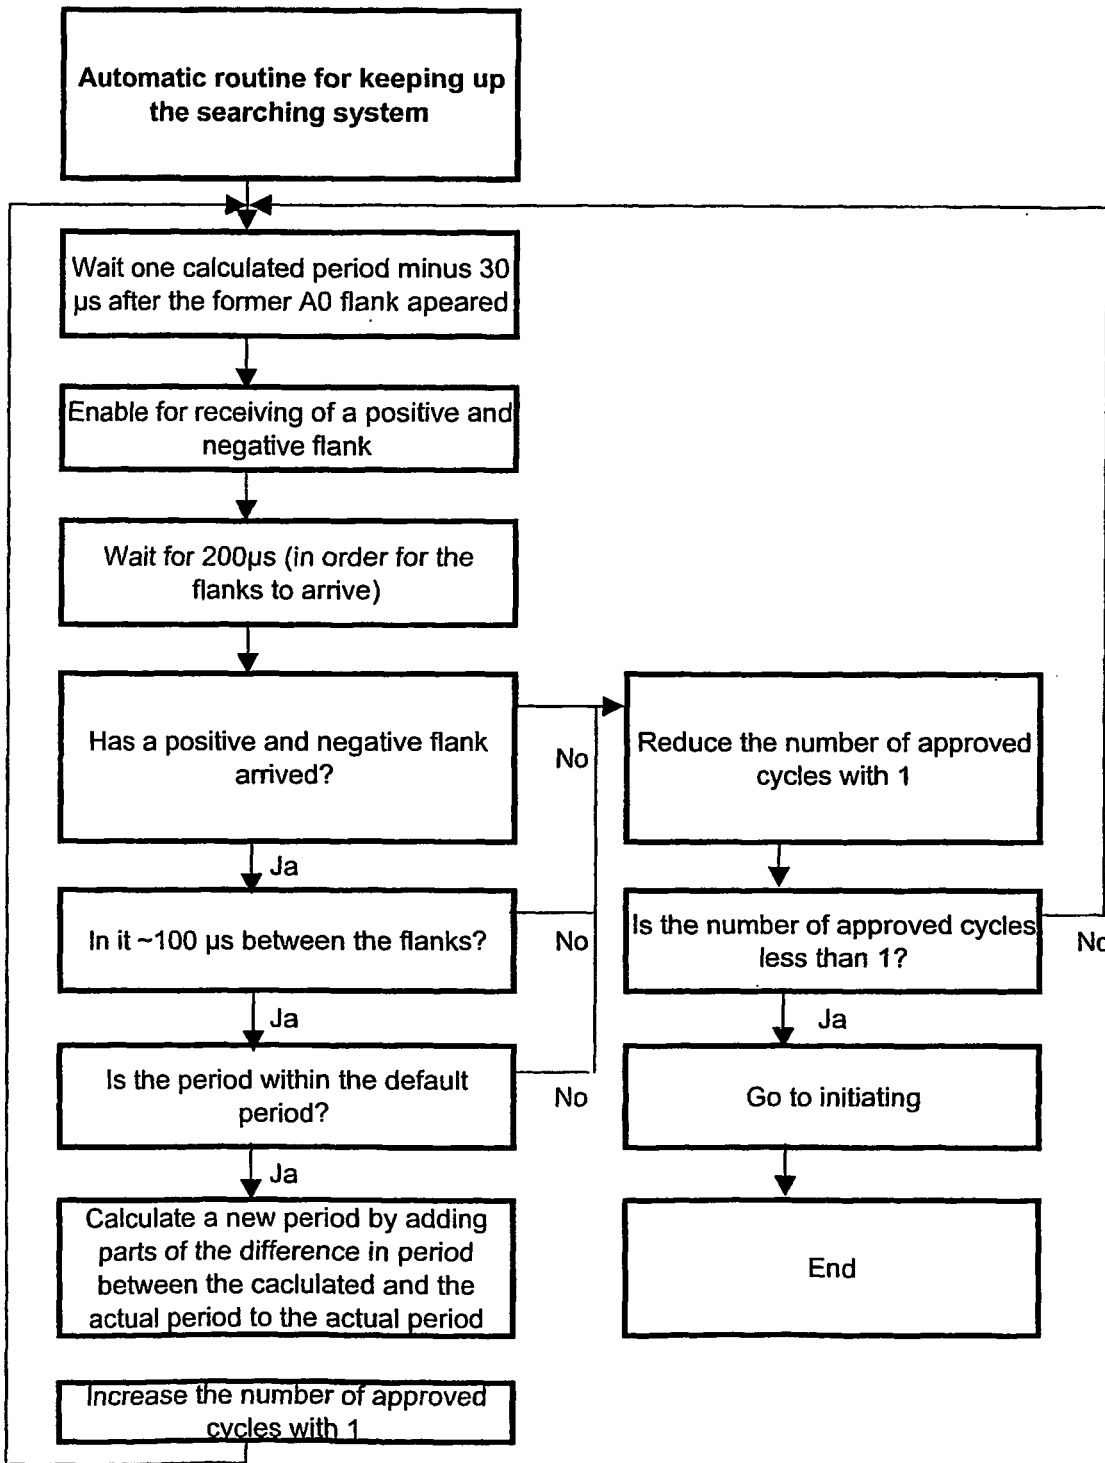 Automatic routine for keeping up
the searching system
Wait one calculated period minus 30
µs after the former A0 flank apeared
Enable for receiving of a positive and
negative flank
Wait for 200µs (in order for the
flanks to arrive)
Has a positive and negative flank
arrived?
No
Reduce the number of approved
cycles with 1
Ja
In it ~100 µs between the flanks?
No
Is the number of approved cycles
less than 1?
No
Ja
Ja
Is the period within the default
period?
No
Go to initiating
Ja
Calculate a new period by adding
parts of the difference in period
between the caclulated and the
actual period to the actual period
End
Increase the number of approved
cycles with 1